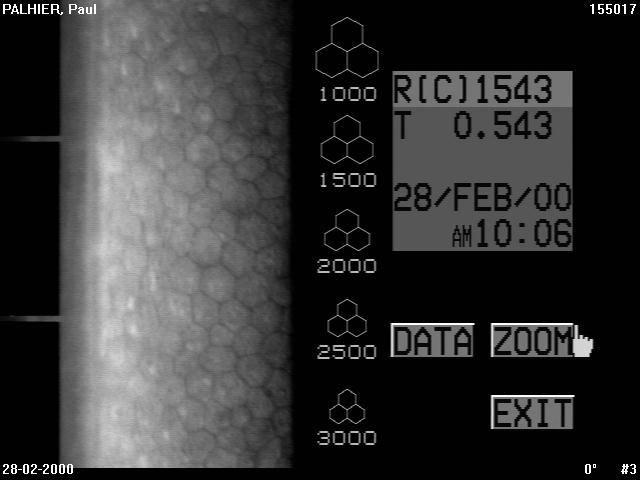 PALHIER, Paul
155017
1000
1500
2000
2500
3000
R[C]1543
T 0.543
28/FEB/00
AM10:06
DATA
ZOOM
EXIT
28-02-2000
0°
#3